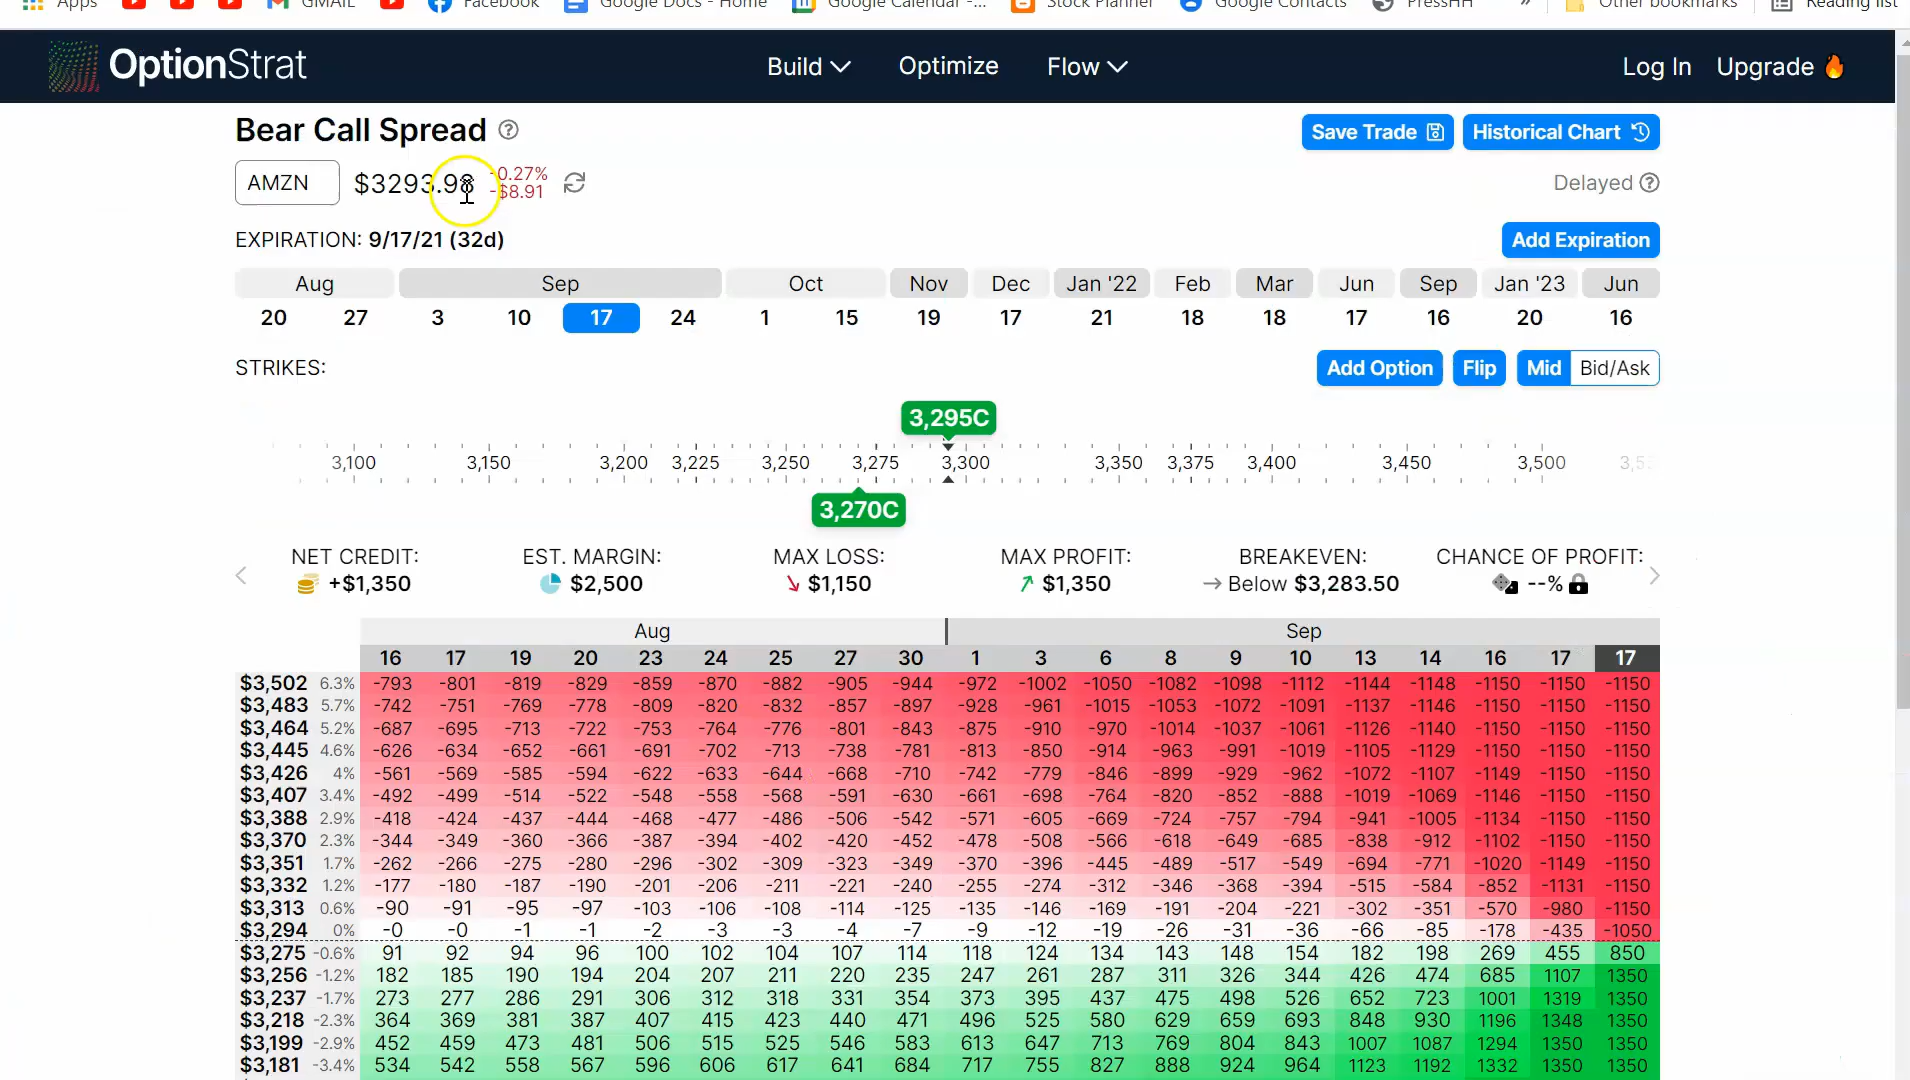 Apps GMAIL Facebook Google Docs - Home Google Calendar -... Stock Planner Google Contacts PressHH » Other bookmarks Reading list
OptionStrat Build Optimize Flow Log In Upgrade
Bear Call Spread ? Save Trade Historical Chart
AMZN $3293.98 -0.27% Delayed ?
-$8.91
EXPIRATION: 9/17/21 (32d) Add Expiration
Aug Sep Oct Nov Dec Jan '22 Feb Mar Jun Sep Jan '23 Jun
20 27 3 10 17 24 1 15 19 17 21 18 18 17 16 20 16
STRIKES: Add Option Flip Mid Bid/Ask
3,295C
3,100 3,150 3,200 3,225 3,250 3,275 3,300 3,350 3,375 3,400 3,450 3,500
3,270C
NET CREDIT: EST. MARGIN: MAX LOSS: MAX PROFIT: BREAKEVEN: CHANCE OF PROFIT:
+$1,350 $2,500 $1,150 $1,350 Below $3,283.50 --%
Aug Sep
16 17 19 20 23 24 25 27 30 1 3 6 8 9 10 13 14 16 17 17
$3,502 6.3% -793 -801 -819 -829 -859 -870 -882 -905 -944 -972 -1002 -1050 -1082 -1098 -1112 -1144 -1148 -1150 -1150 -1150
$3,483 5.7% -742 -751 -769 -778 -809 -820 -832 -857 -897 -928 -961 -1015 -1053 -1072 -1091 -1137 -1146 -1150 -1150 -1150
$3,464 5.2% -687 -695 -713 -722 -753 -764 -776 -801 -843 -875 -910 -970 -1014 -1037 -1061 -1126 -1140 -1150 -1150 -1150
$3,445 4.6% -626 -634 -652 -661 -691 -702 -713 -738 -781 -813 -850 -914 -963 -991 -1019 -1105 -1129 -1150 -1150 -1150
$3,426 4% -561 -569 -585 -594 -622 -633 -644 -668 -710 -742 -779 -846 -899 -929 -962 -1072 -1107 -1149 -1150 -1150
$3,407 3.4% -492 -499 -514 -522 -548 -558 -568 -591 -630 -661 -698 -764 -820 -852 -888 -1019 -1069 -1146 -1150 -1150
$3,388 2.9% -418 -424 -437 -444 -468 -477 -486 -506 -542 -571 -605 -669 -724 -757 -794 -941 -1005 -1134 -1150 -1150
$3,370 2.3% -344 -349 -360 -366 -387 -394 -402 -420 -452 -478 -508 -566 -618 -649 -685 -838 -912 -1102 -1150 -1150
$3,351 1.7% -262 -266 -275 -280 -296 -302 -309 -323 -349 -370 -396 -445 -489 -517 -549 -694 -771 -1020 -1149 -1150
$3,332 1.2% -177 -180 -187 -190 -201 -206 -211 -221 -240 -255 -274 -312 -346 -368 -394 -515 -584 -852 -1131 -1150
$3,313 0.6% -90 -91 -95 -97 -103 -106 -108 -114 -125 -135 -146 -169 -191 -204 -221 -302 -351 -570 -980 -1150
$3,294 0% -0 -0 -1 -1 -2 -3 -3 -4 -7 -9 -12 -19 -26 -31 -36 -66 -85 -178 -435 -1050
$3,275 -0.6% 91 92 94 96 100 102 104 107 114 118 124 134 143 148 154 182 198 269 455 850
$3,256 -1.2% 182 185 190 194 204 207 211 220 235 247 261 287 311 326 344 426 474 685 1107 1350
$3,237 -1.7% 273 277 286 291 306 312 318 331 354 373 395 437 475 498 526 652 723 1001 1319 1350
$3,218 -2.3% 364 369 381 387 407 415 423 440 471 496 525 580 629 659 693 848 930 1196 1348 1350
$3,199 -2.9% 452 459 473 481 506 515 525 546 583 613 647 713 769 804 843 1007 1087 1294 1350 1350
$3,181 -3.4% 534 542 558 567 596 606 617 641 684 717 755 827 888 924 964 1123 1192 1332 1350 1350